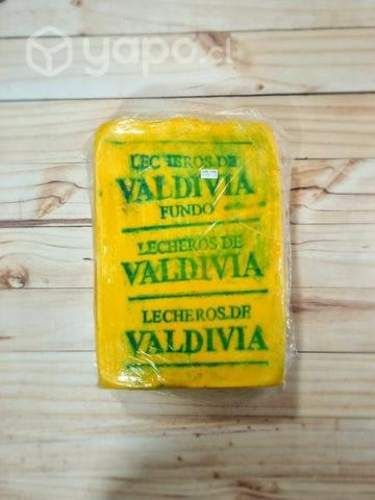 yapo.cl
LECHEROS DE
VALDIVIA
FUNDO
LECHEROS DE
VALDIVIA
LECHEROS DE
VALDIVIA